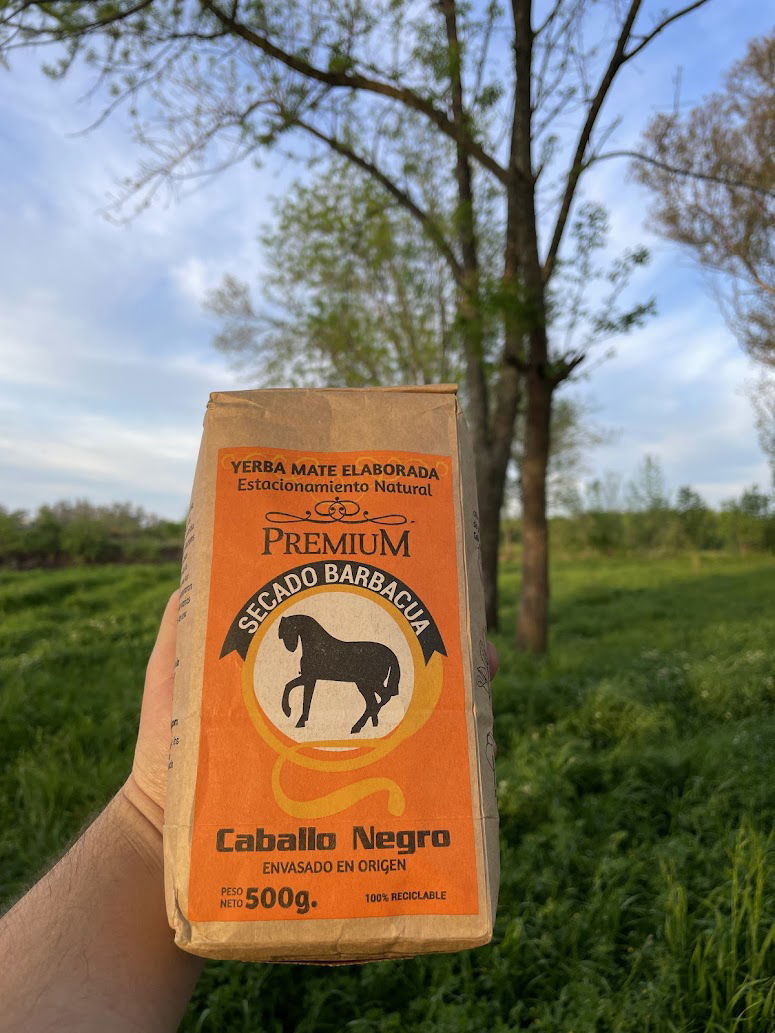 YERBA MATE ELABORADA
Estacionamiento Natural
PREMIUM
SECADO BARBACUA
Caballo Negro
ENVASADO EN ORIGEN
PESO NETO 500g.
100% RECICLABLE